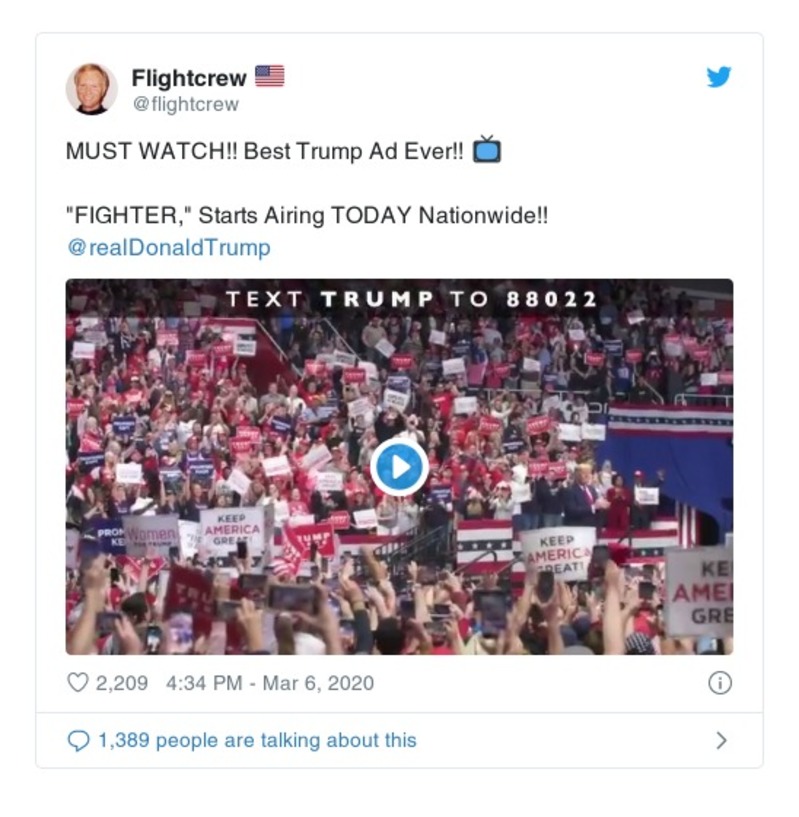 Flightcrew 🇺🇸
@flightcrew
MUST WATCH!! Best Trump Ad Ever!! 📺
"FIGHTER," Starts Airing TODAY Nationwide!!
@realDonaldTrump
TEXT TRUMP TO 88022
Women
KEEP
AMERICA
GREAT!
TRUMP
KEEP
AMERICA
GREAT!
KE
AME
GRE
TRU
2,209 4:34 PM - Mar 6, 2020
1,389 people are talking about this